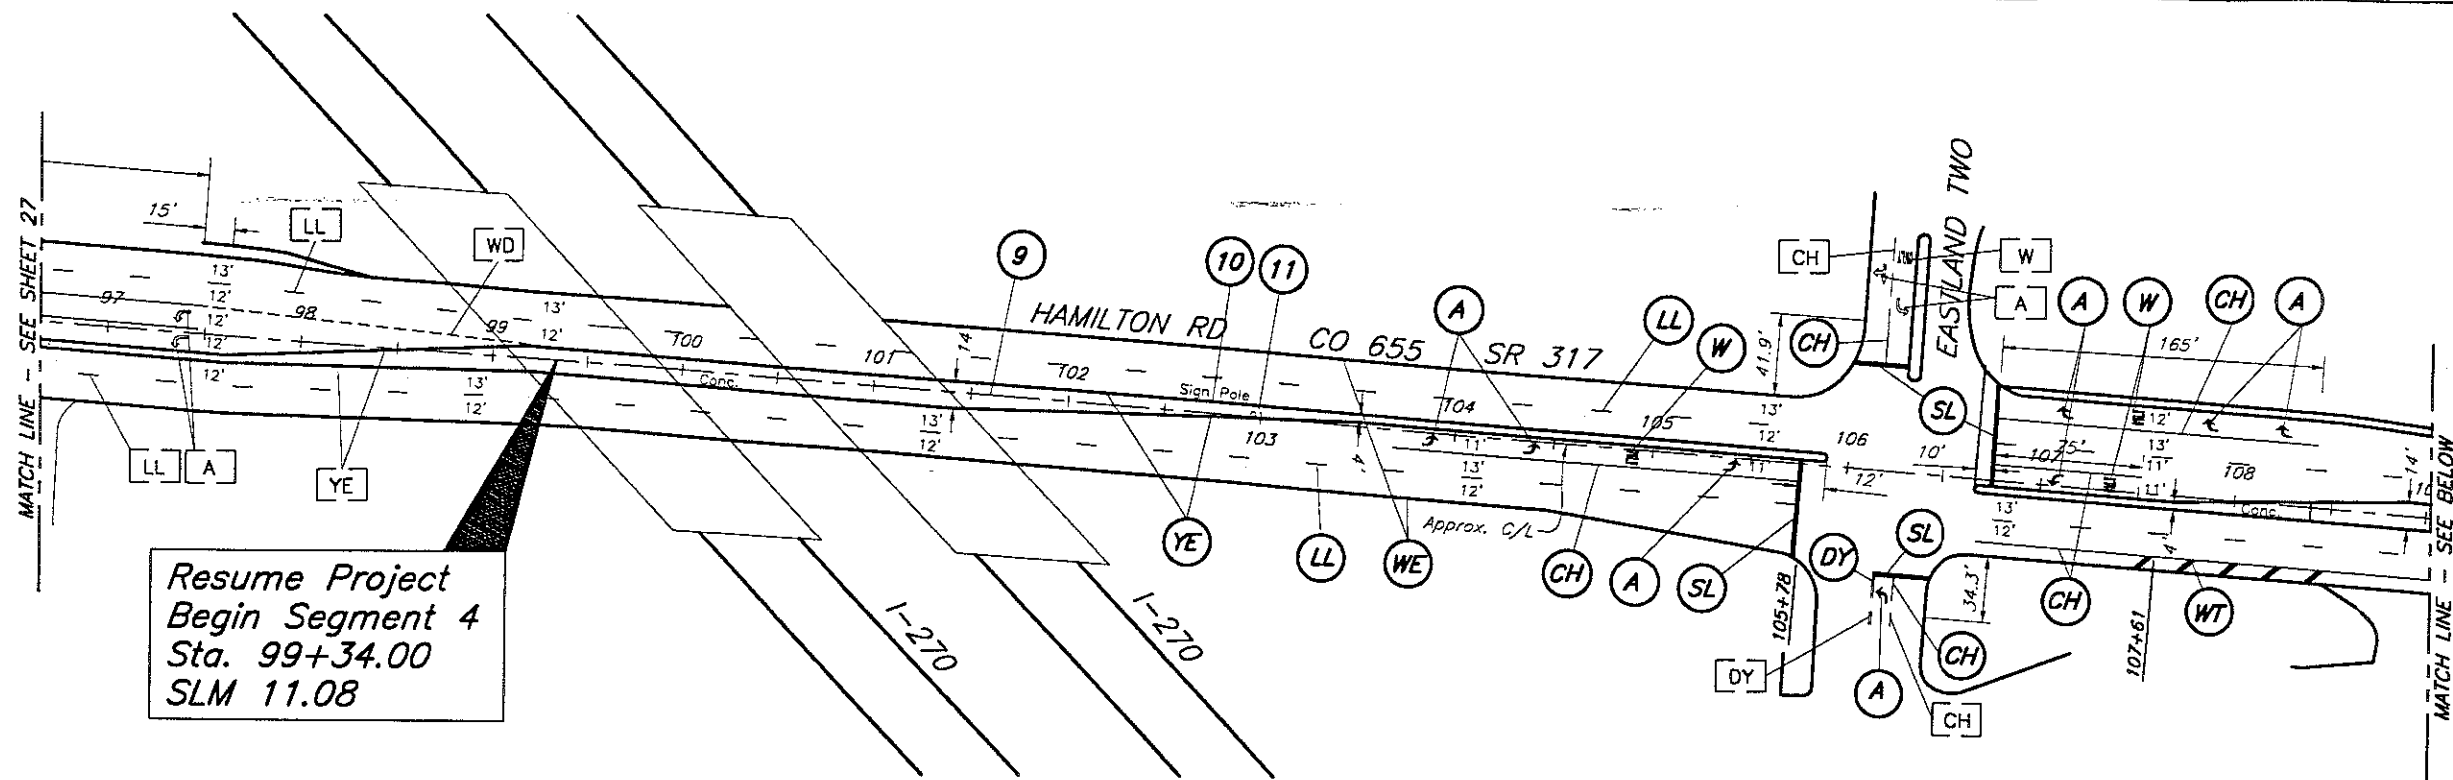 MATCH LINE - SEE SHEET 27
15'
LL
WD
97
98
99
100
101
102
103
104
105
106
107
108
13'
12'
12'
12'
12'
13'
12'
13'
12'
14'
13'
12'
Conc.
Sign Pole
LL
A
YE
Resume Project
Begin Segment 4
Sta. 99+34.00
SLM 11.08
I-270
I-270
9
10
11
HAMILTON RD
CO 655
SR 317
A
LL
W
41.9'
CH
CH
W
A
EASTLAND TWO
SL
A
W
CH
A
165'
4'
11'
13'
12'
11'
13'
12'
12'
10'
75'
12'
13'
11'
11'
14'
13'
12'
4'
Conc.
YE
LL
WE
Approx. C/L
CH
A
SL
105+78
DY
SL
DY
A
CH
CH
34.3'
CH
107+61
WT
MATCH LINE - SEE BELOW